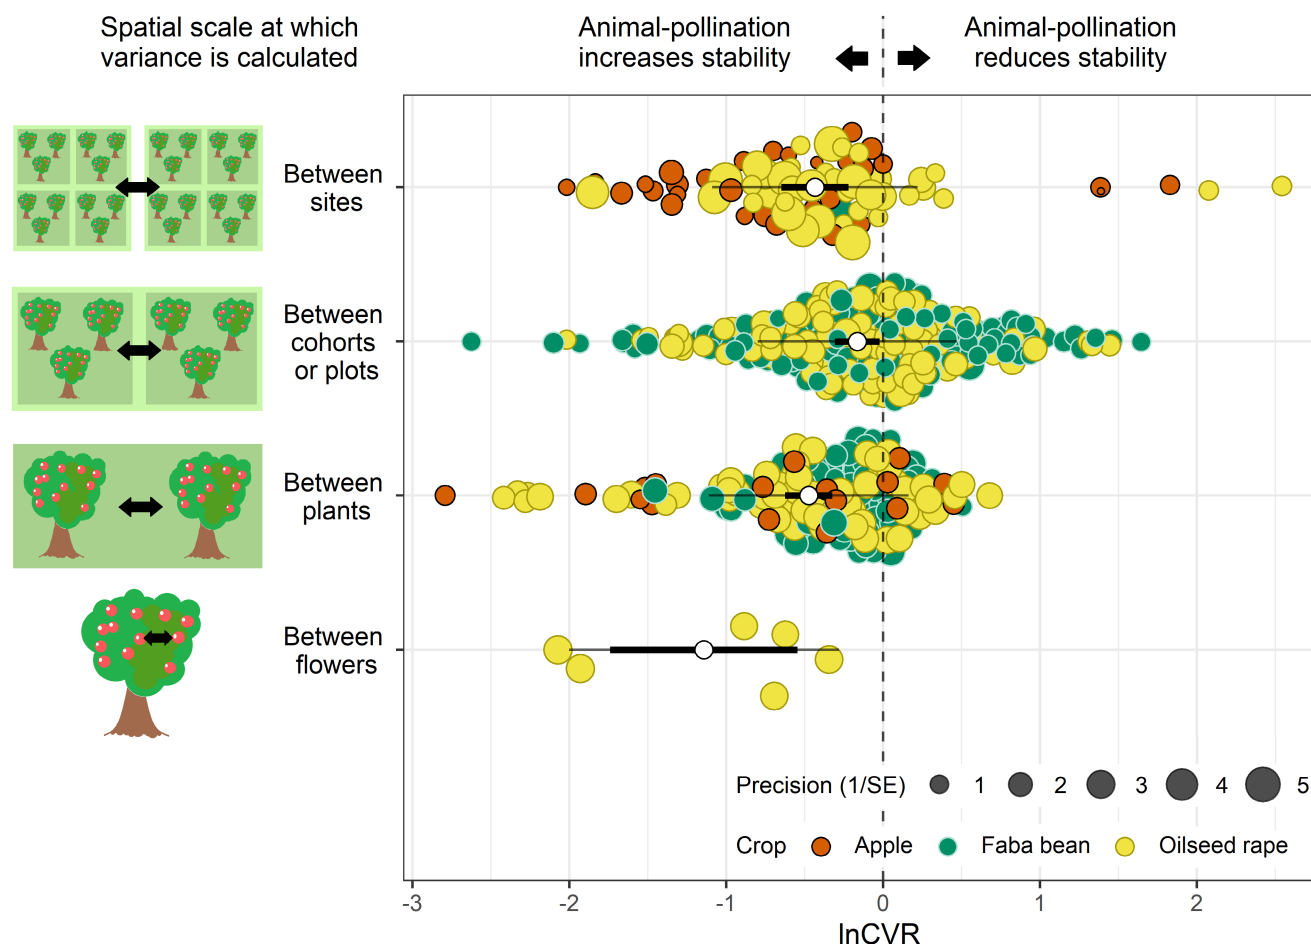 Spatial scale at which
variance is calculated
Animal-pollination
increases stability
Animal-pollination
reduces stability
Between
sites
Between
cohorts
or plots
Between
plants
Between
flowers
Precision (1/SE) 1 2 3 4 5
Crop Apple Faba bean Oilseed rape
-3 -2 -1 0 1 2
lnCVR